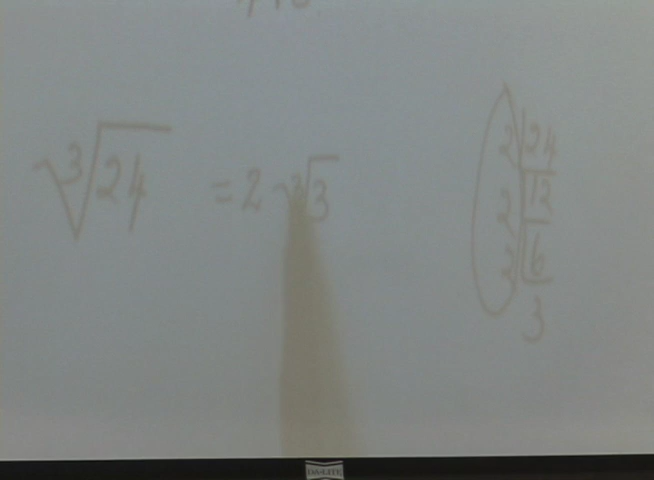 ∛24 = 2 ∛3
2 | 24
2 | 12
2 | 6
3